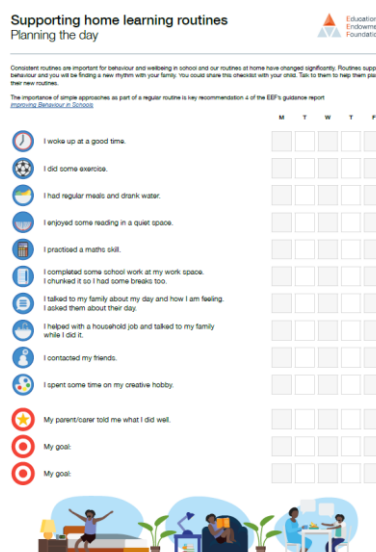 Supporting home learning routines
Planning the day
Education
Endowme
Foundatio
Consistent routines are important for behaviour and wellbeing in school and our routines at home have changed significantly. Routines supp
behaviour and you will be finding a new rhythm with your family. You could share this checklist with your child. Talk to them to help them pla
their new routines.
The importance of simple approaches as part of a regular routine is key recommendation 4 of the EEF's guidance report
Improving Behaviour in Schools
M T W T F
I woke up at a good time.
I did some exercise.
I had regular meals and drank water.
I enjoyed some reading in a quiet space.
I practised a maths skill.
I completed some school work at my work space.
I chunked it so I had some breaks too.
I talked to my family about my day and how I am feeling.
I asked them about their day.
I helped with a household job and talked to my family
while I did it.
I contacted my friends.
I spent some time on my creative hobby.
My parent/carer told me what I did well.
My goal:
My goal: